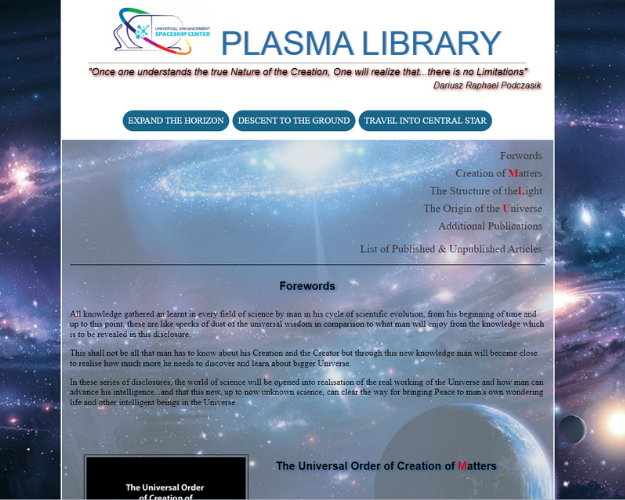 UNIVERSAL ENHANCEMENT
SPACESHIP CENTER
PLASMA LIBRARY
"Once one understands the true Nature of the Creation, One will realize that...there is no Limitations"
Dariusz Raphael Podczasik
EXPAND THE HORIZON
DESCENT TO THE GROUND
TRAVEL INTO CENTRAL STAR
Forwords
Creation of Matters
The Structure of theLight
The Origin of the Universe
Additional Publications
List of Published & Unpublished Articles
Forewords
All knowledge gathered an learnt in every field of science by man in his cycle of scientific evolution, from his beginning of time and
up to this point, these are like specks of dust of the universal wisdom in comparison to what man will enjoy from the knowledge which
is to be revealed in this disclosure.
This shall not be all that man has to know about his Creation and the Creator but through this new knowledge man will become close
to realise how much more he needs to discover and learn about bigger Universe.
In these series of disclosures, the world of science will be opened into realisation of the real working of the Universe and how man can
advance his intelligence...and that this new, up to now unknown science, can clear the way for bringing Peace to man's own wondering
life and other intelligent beings in the Universe.
The Universal Order of Creation of Matters
The Universal Order
of Creation of